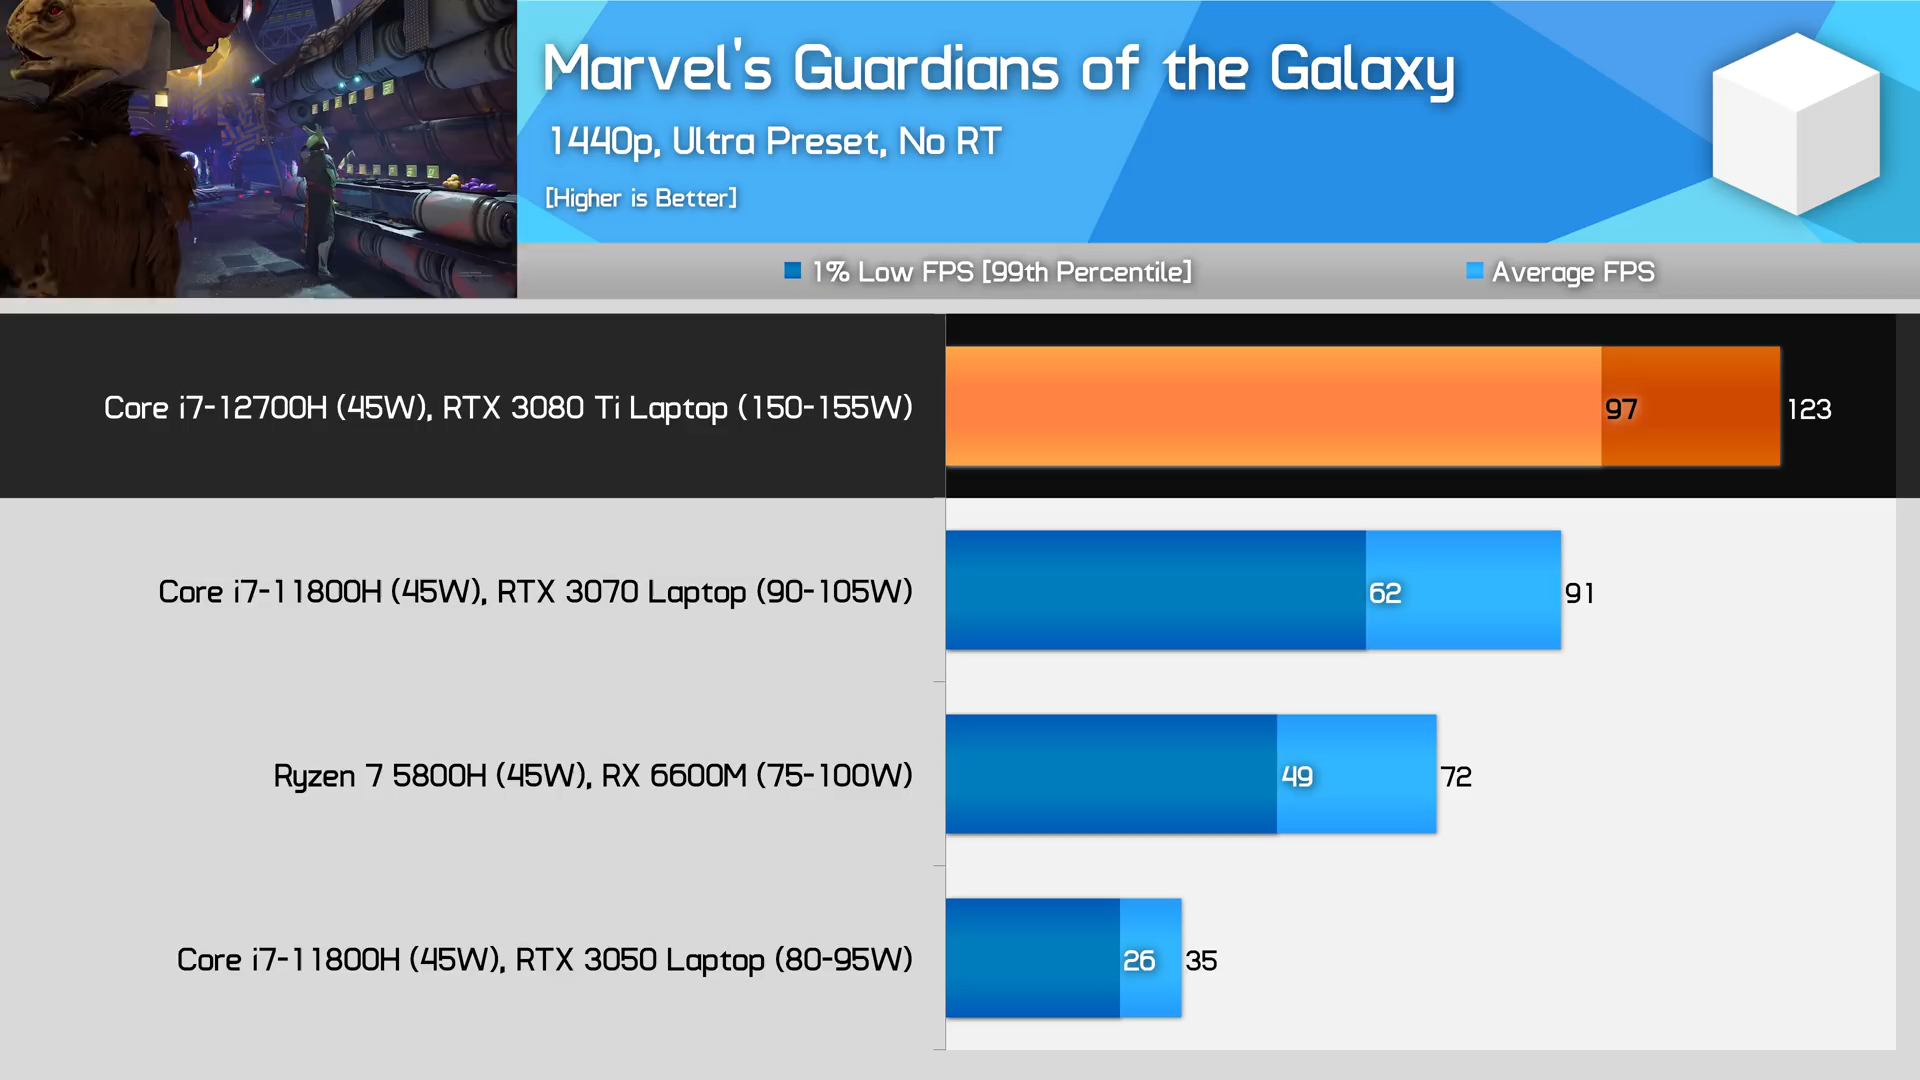 Marvel's Guardians of the Galaxy
1440p, Ultra Preset, No RT
[Higher is Better]
1% Low FPS [99th Percentile]
Average FPS
Core i7-12700H (45W), RTX 3080 Ti Laptop (150-155W)
97
123
Core i7-11800H (45W), RTX 3070 Laptop (90-105W)
62
91
Ryzen 7 5800H (45W), RX 6600M (75-100W)
49
72
Core i7-11800H (45W), RTX 3050 Laptop (80-95W)
26
35